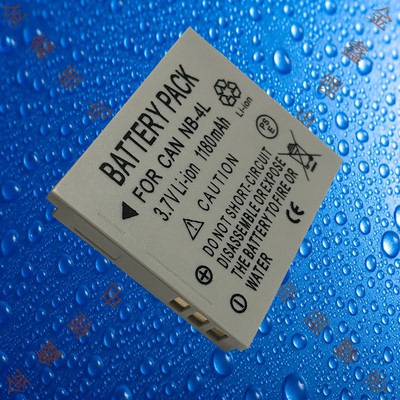 BATTERY PACK
FOR CAN NB-4L
3.7V Li-ion 1180mAh
Li-ion
CAUTION
PS
E
DO NOT SHORT-CIRCUIT
DISASSEMBLE OR EXPOSE
THE BATTERY TO FIRE OR
WATER
CE
+
-